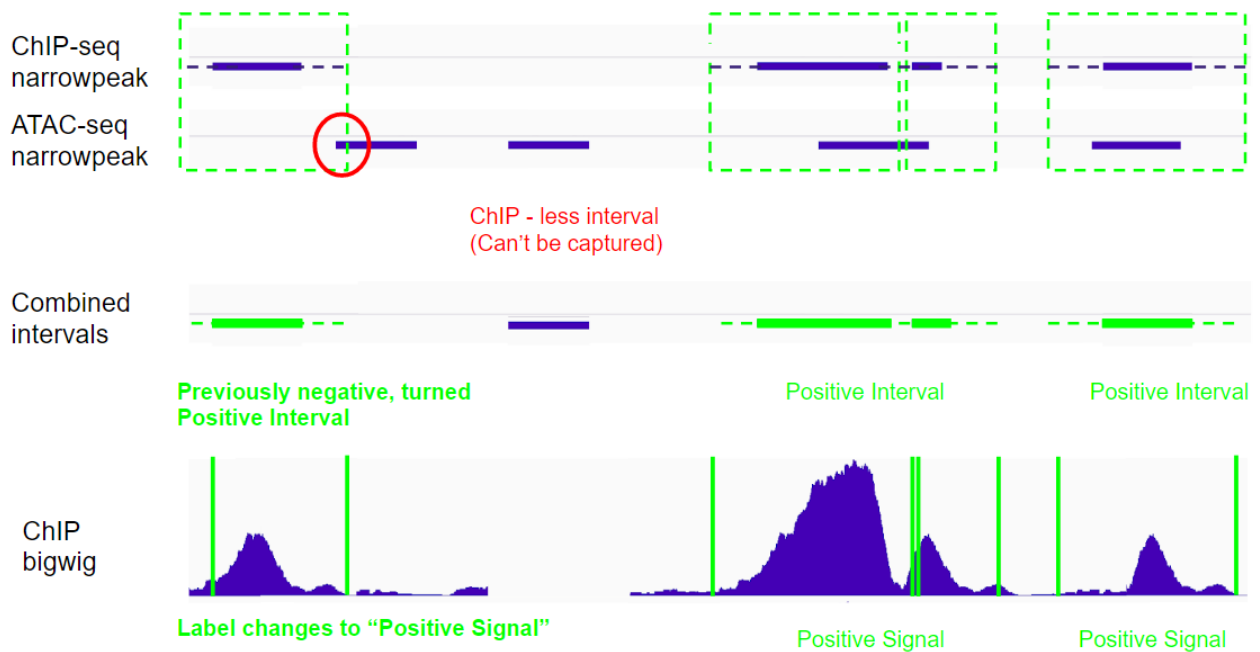 ChIP-seq
narrowpeak
ATAC-seq
narrowpeak
ChIP - less interval
(Can't be captured)
Combined
intervals
Previously negative, turned
Positive Interval
Positive Interval
Positive Interval
ChIP
bigwig
Label changes to “Positive Signal”
Positive Signal
Positive Signal